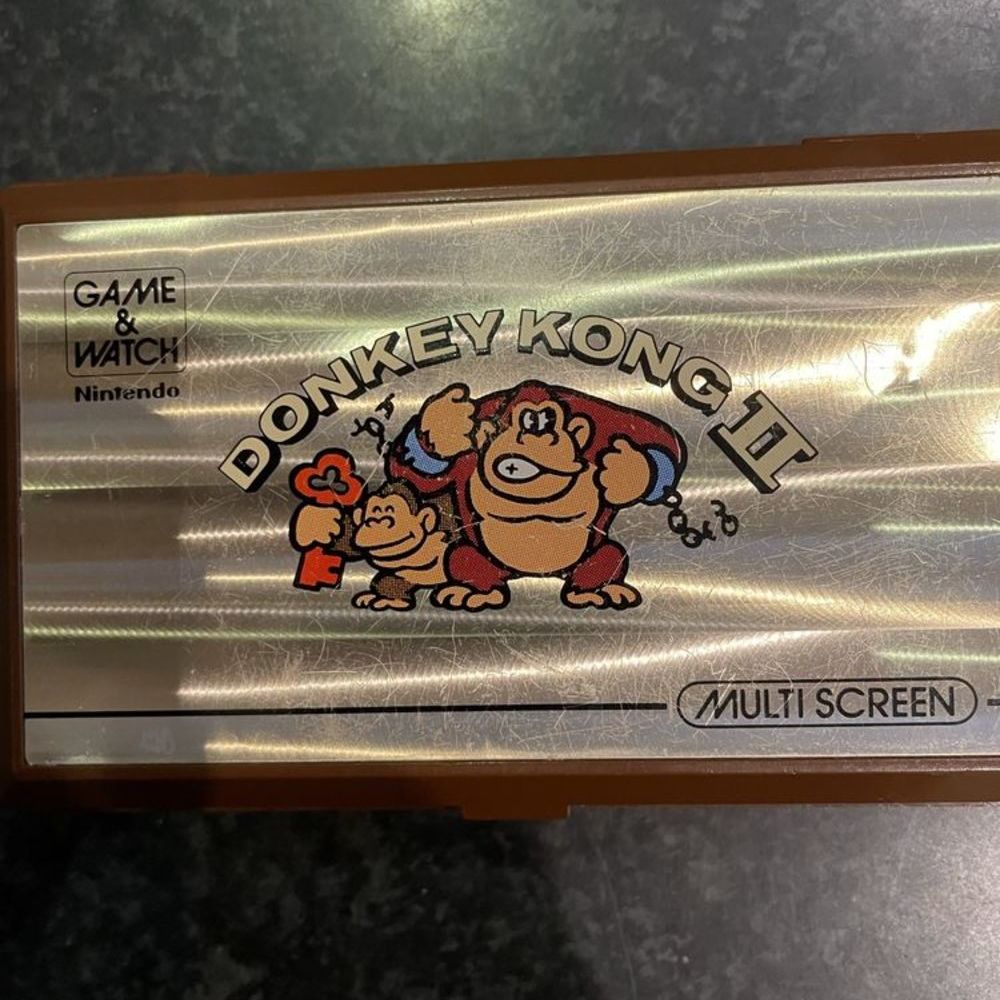 GAME
&
WATCH
Nintendo
DONKEY KONG II
MULTI SCREEN